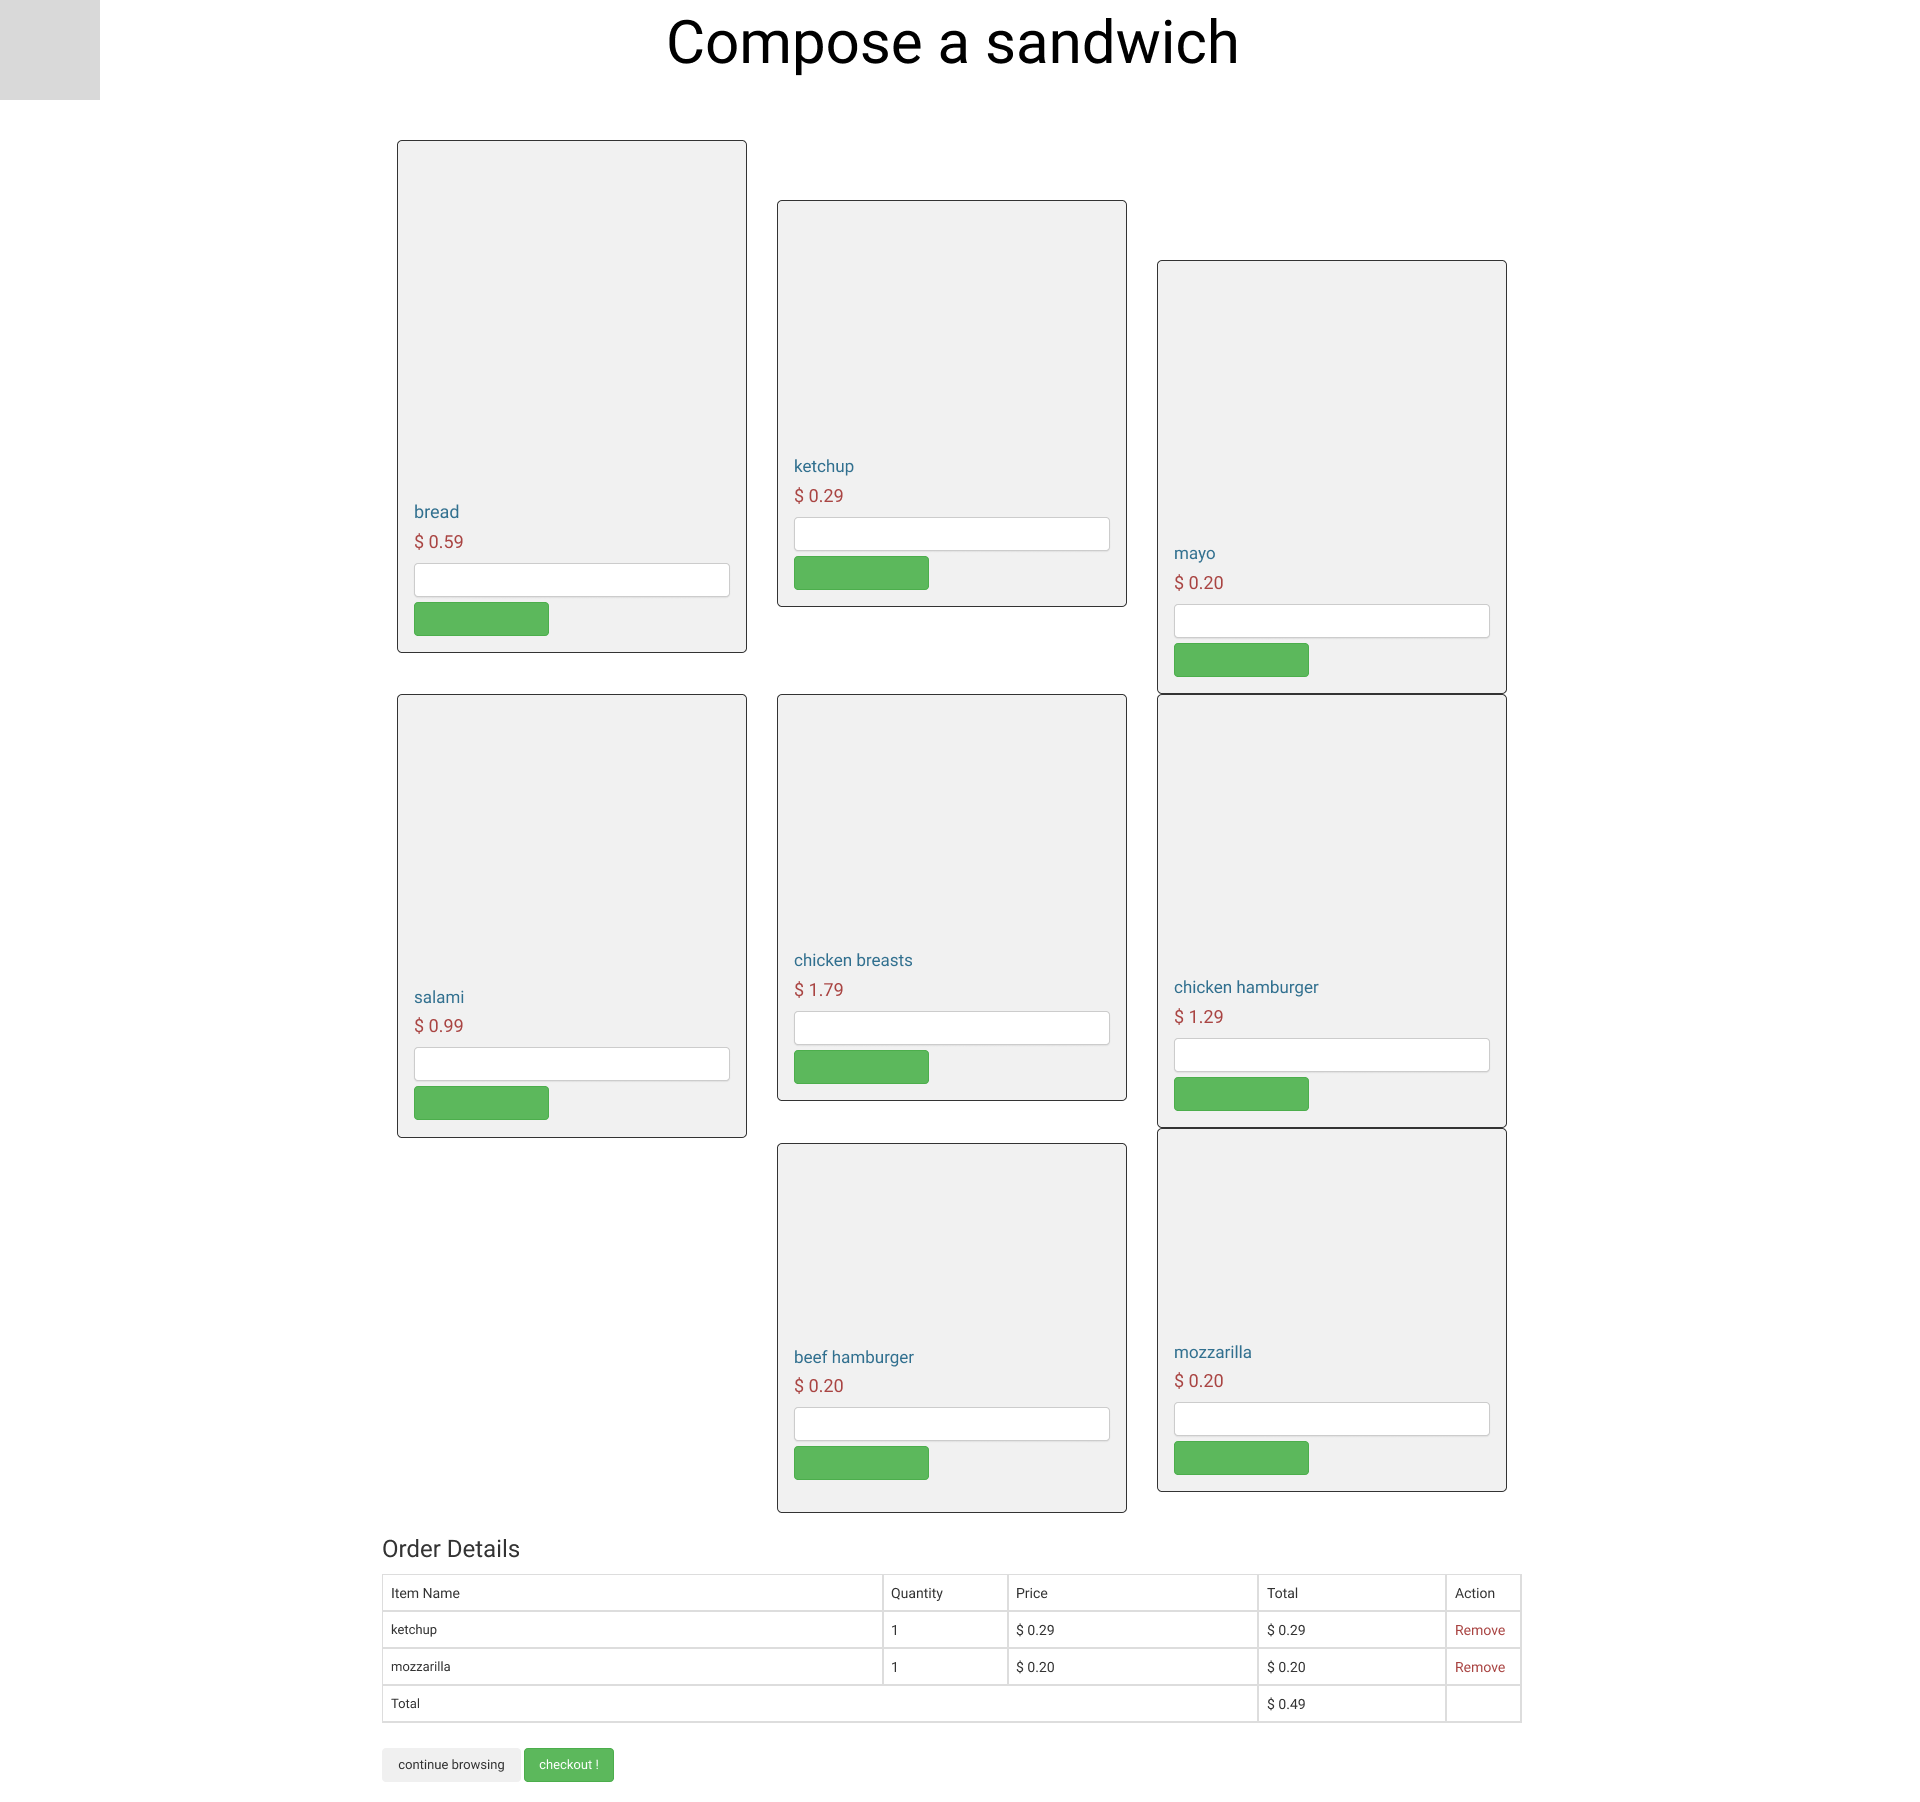 Compose a sandwich
bread
$ 0.59
ketchup
$ 0.29
mayo
$ 0.20
salami
$ 0.99
chicken breasts
$ 1.79
chicken hamburger
$ 1.29
beef hamburger
$ 0.20
mozzarilla
$ 0.20
Order Details
Item Name Quantity Price Total Action
ketchup 1 $ 0.29 $ 0.29 Remove
mozzarilla 1 $ 0.20 $ 0.20 Remove
Total $ 0.49
continue browsing checkout !